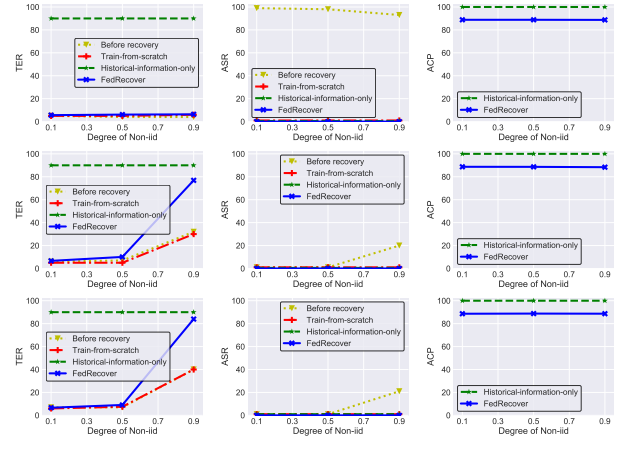 100
80
60
40
20
0
TER
Before recovery
Train-from-scratch
Historical-information-only
FedRecover
0.1 0.3 0.5 0.7 0.9
Degree of Non-iid
100
80
60
40
20
0
ASR
Before recovery
Train-from-scratch
Historical-information-only
FedRecover
0.1 0.3 0.5 0.7 0.9
Degree of Non-iid
100
80
60
40
20
0
ACP
Historical-information-only
FedRecover
0.1 0.3 0.5 0.7 0.9
Degree of Non-iid
100
80
60
40
20
0
TER
Before recovery
Train-from-scratch
Historical-information-only
FedRecover
0.1 0.3 0.5 0.7 0.9
Degree of Non-iid
100
80
60
40
20
0
ASR
Before recovery
Train-from-scratch
Historical-information-only
FedRecover
0.1 0.3 0.5 0.7 0.9
Degree of Non-iid
100
80
60
40
20
0
ACP
Historical-information-only
FedRecover
0.1 0.3 0.5 0.7 0.9
Degree of Non-iid
100
80
60
40
20
0
TER
Before recovery
Train-from-scratch
Historical-information-only
FedRecover
0.1 0.3 0.5 0.7 0.9
Degree of Non-iid
100
80
60
40
20
0
ASR
Before recovery
Train-from-scratch
Historical-information-only
FedRecover
0.1 0.3 0.5 0.7 0.9
Degree of Non-iid
100
80
60
40
20
0
ACP
Historical-information-only
FedRecover
0.1 0.3 0.5 0.7 0.9
Degree of Non-iid